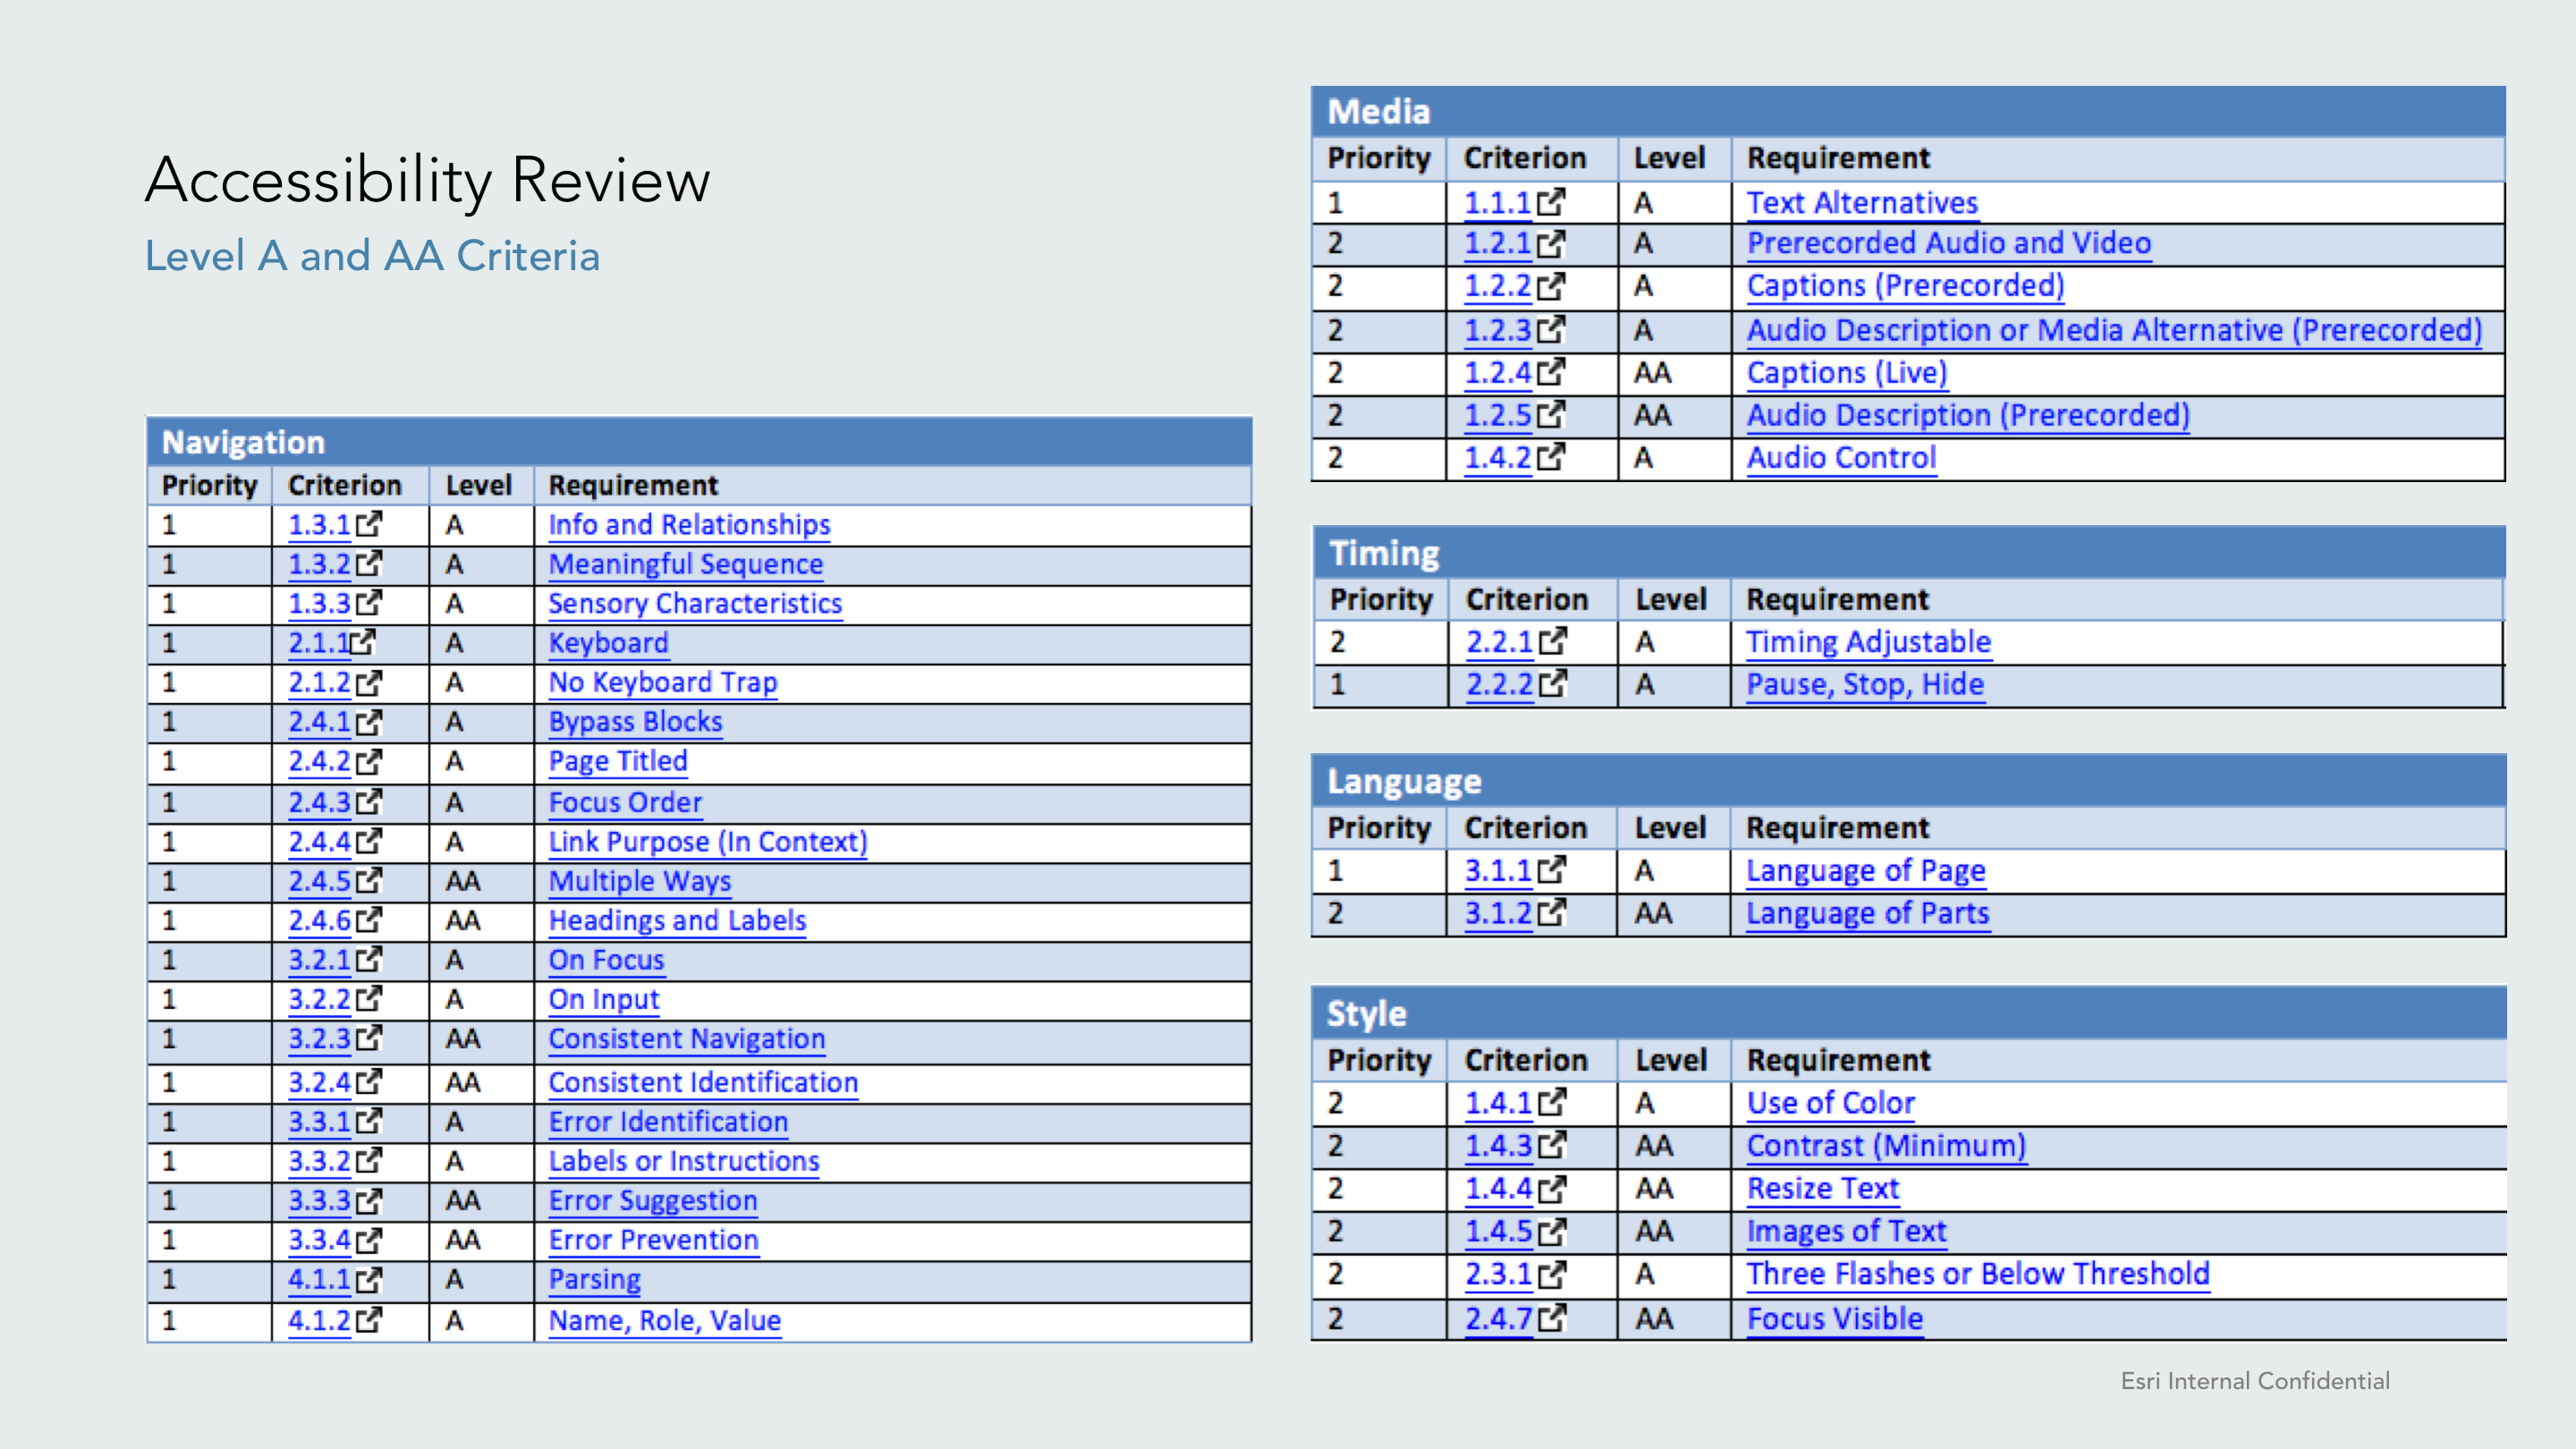 Accessibility Review
Level A and AA Criteria
Navigation
Priority Criterion Level Requirement
1 1.3.1 A Info and Relationships
1 1.3.2 A Meaningful Sequence
1 1.3.3 A Sensory Characteristics
1 2.1.1 A Keyboard
1 2.1.2 A No Keyboard Trap
1 2.4.1 A Bypass Blocks
1 2.4.2 A Page Titled
1 2.4.3 A Focus Order
1 2.4.4 A Link Purpose (In Context)
1 2.4.5 AA Multiple Ways
1 2.4.6 AA Headings and Labels
1 3.2.1 A On Focus
1 3.2.2 A On Input
1 3.2.3 AA Consistent Navigation
1 3.2.4 AA Consistent Identification
1 3.3.1 A Error Identification
1 3.3.2 A Labels or Instructions
1 3.3.3 AA Error Suggestion
1 3.3.4 AA Error Prevention
1 4.1.1 A Parsing
1 4.1.2 A Name, Role, Value
Media
Priority Criterion Level Requirement
1 1.1.1 A Text Alternatives
2 1.2.1 A Prerecorded Audio and Video
2 1.2.2 A Captions (Prerecorded)
2 1.2.3 A Audio Description or Media Alternative (Prerecorded)
2 1.2.4 AA Captions (Live)
2 1.2.5 AA Audio Description (Prerecorded)
2 1.4.2 A Audio Control
Timing
Priority Criterion Level Requirement
2 2.2.1 A Timing Adjustable
1 2.2.2 A Pause, Stop, Hide
Language
Priority Criterion Level Requirement
1 3.1.1 A Language of Page
2 3.1.2 AA Language of Parts
Style
Priority Criterion Level Requirement
2 1.4.1 A Use of Color
2 1.4.3 AA Contrast (Minimum)
2 1.4.4 AA Resize Text
2 1.4.5 AA Images of Text
2 2.3.1 A Three Flashes or Below Threshold
2 2.4.7 AA Focus Visible
Esri Internal Confidential